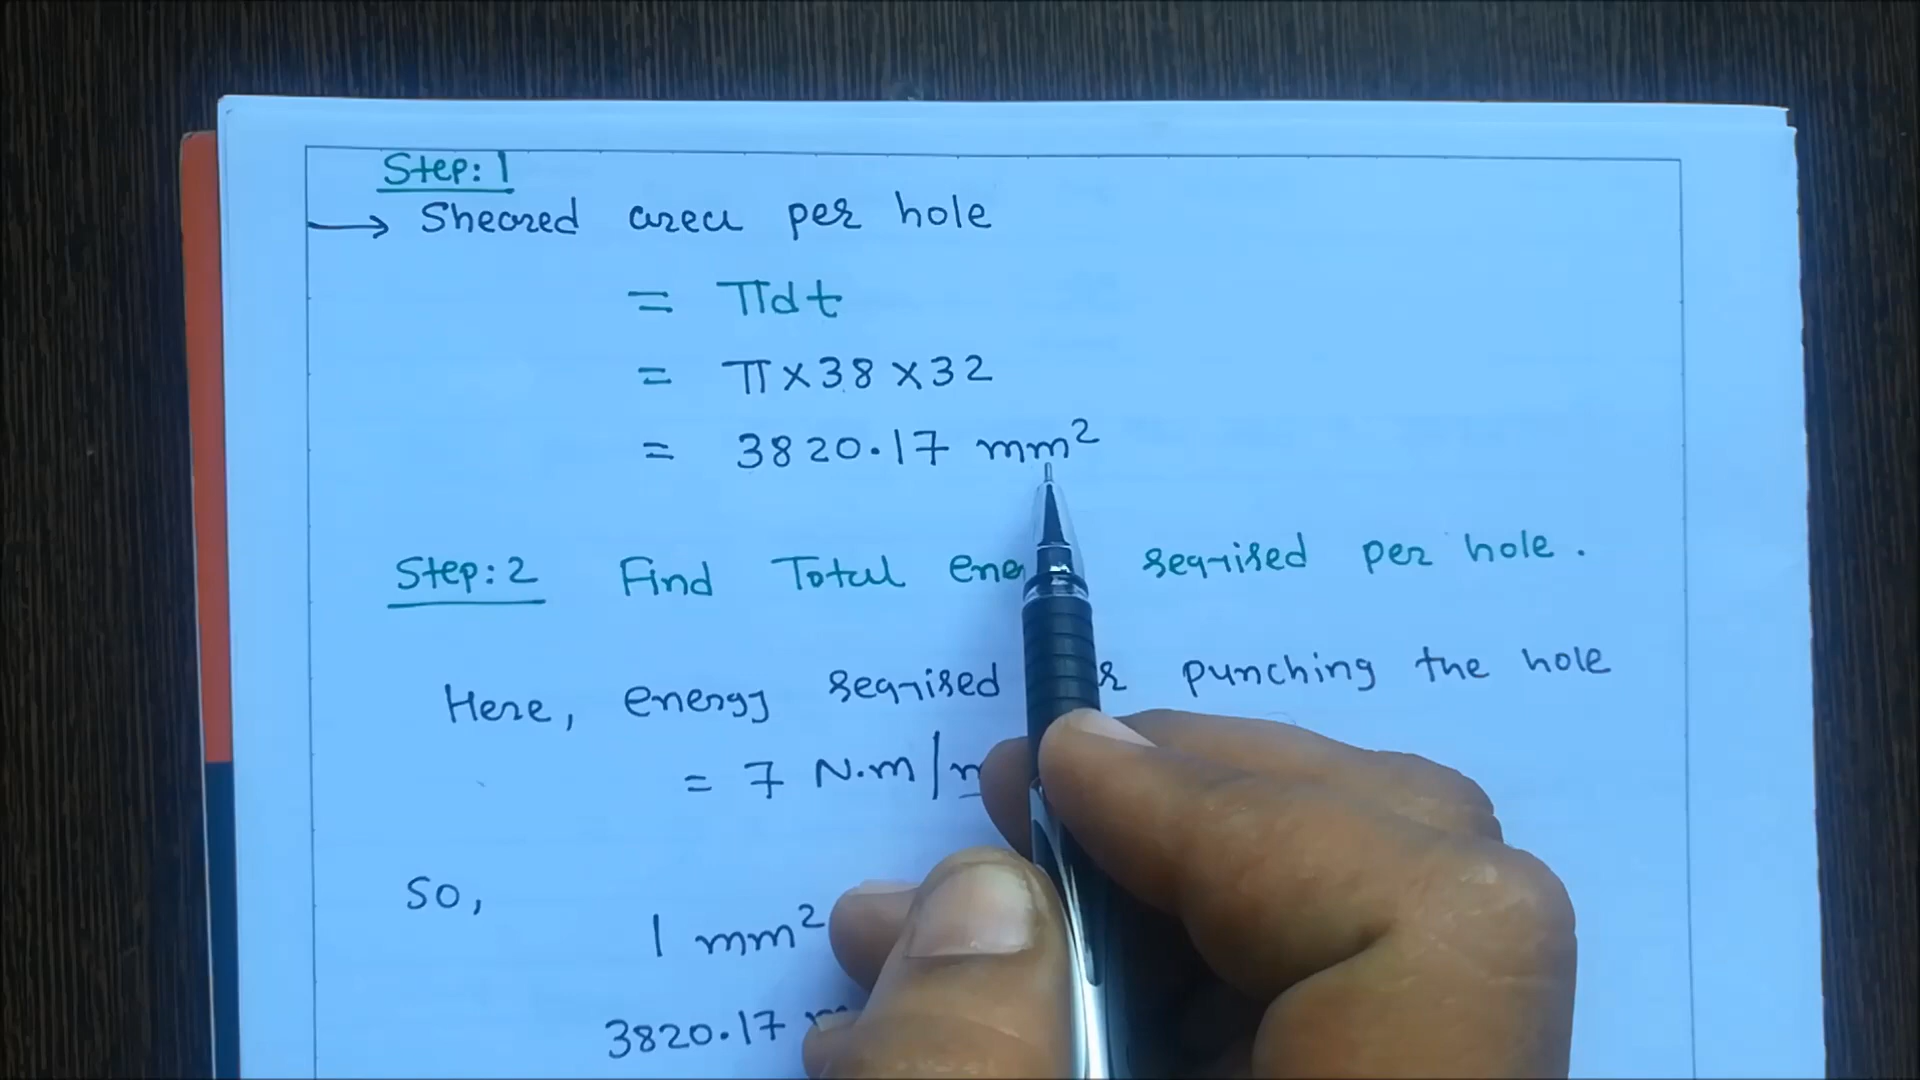 Step: 1
→ Sheared area per hole
= πdt
= π × 38 × 32
= 3820.17 mm²
Step: 2 Find Total required per hole.
Here, energy required punching the hole
= 7 N.m/
So,
1 mm²
3820.17